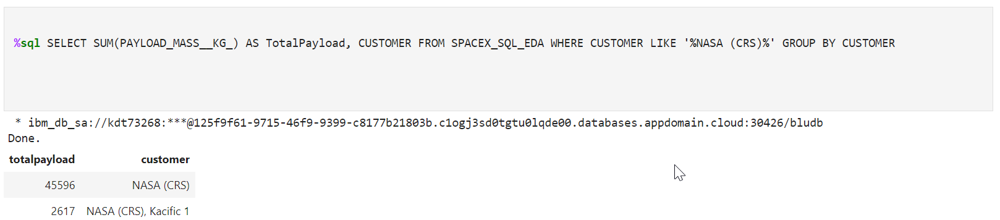 %sql SELECT SUM(PAYLOAD_MASS__KG_) AS TotalPayload, CUSTOMER FROM SPACEX_SQL_EDA WHERE CUSTOMER LIKE '%NASA (CRS)%' GROUP BY CUSTOMER
* ibm_db_sa://kdt73268:***@125f9f61-9715-46f9-9399-c8177b21803b.c1ogj3sd0tgtu0lqde00.databases.appdomain.cloud:30426/bludb
Done.
totalpayload customer
45596 NASA (CRS)
2617 NASA (CRS), Kacific 1